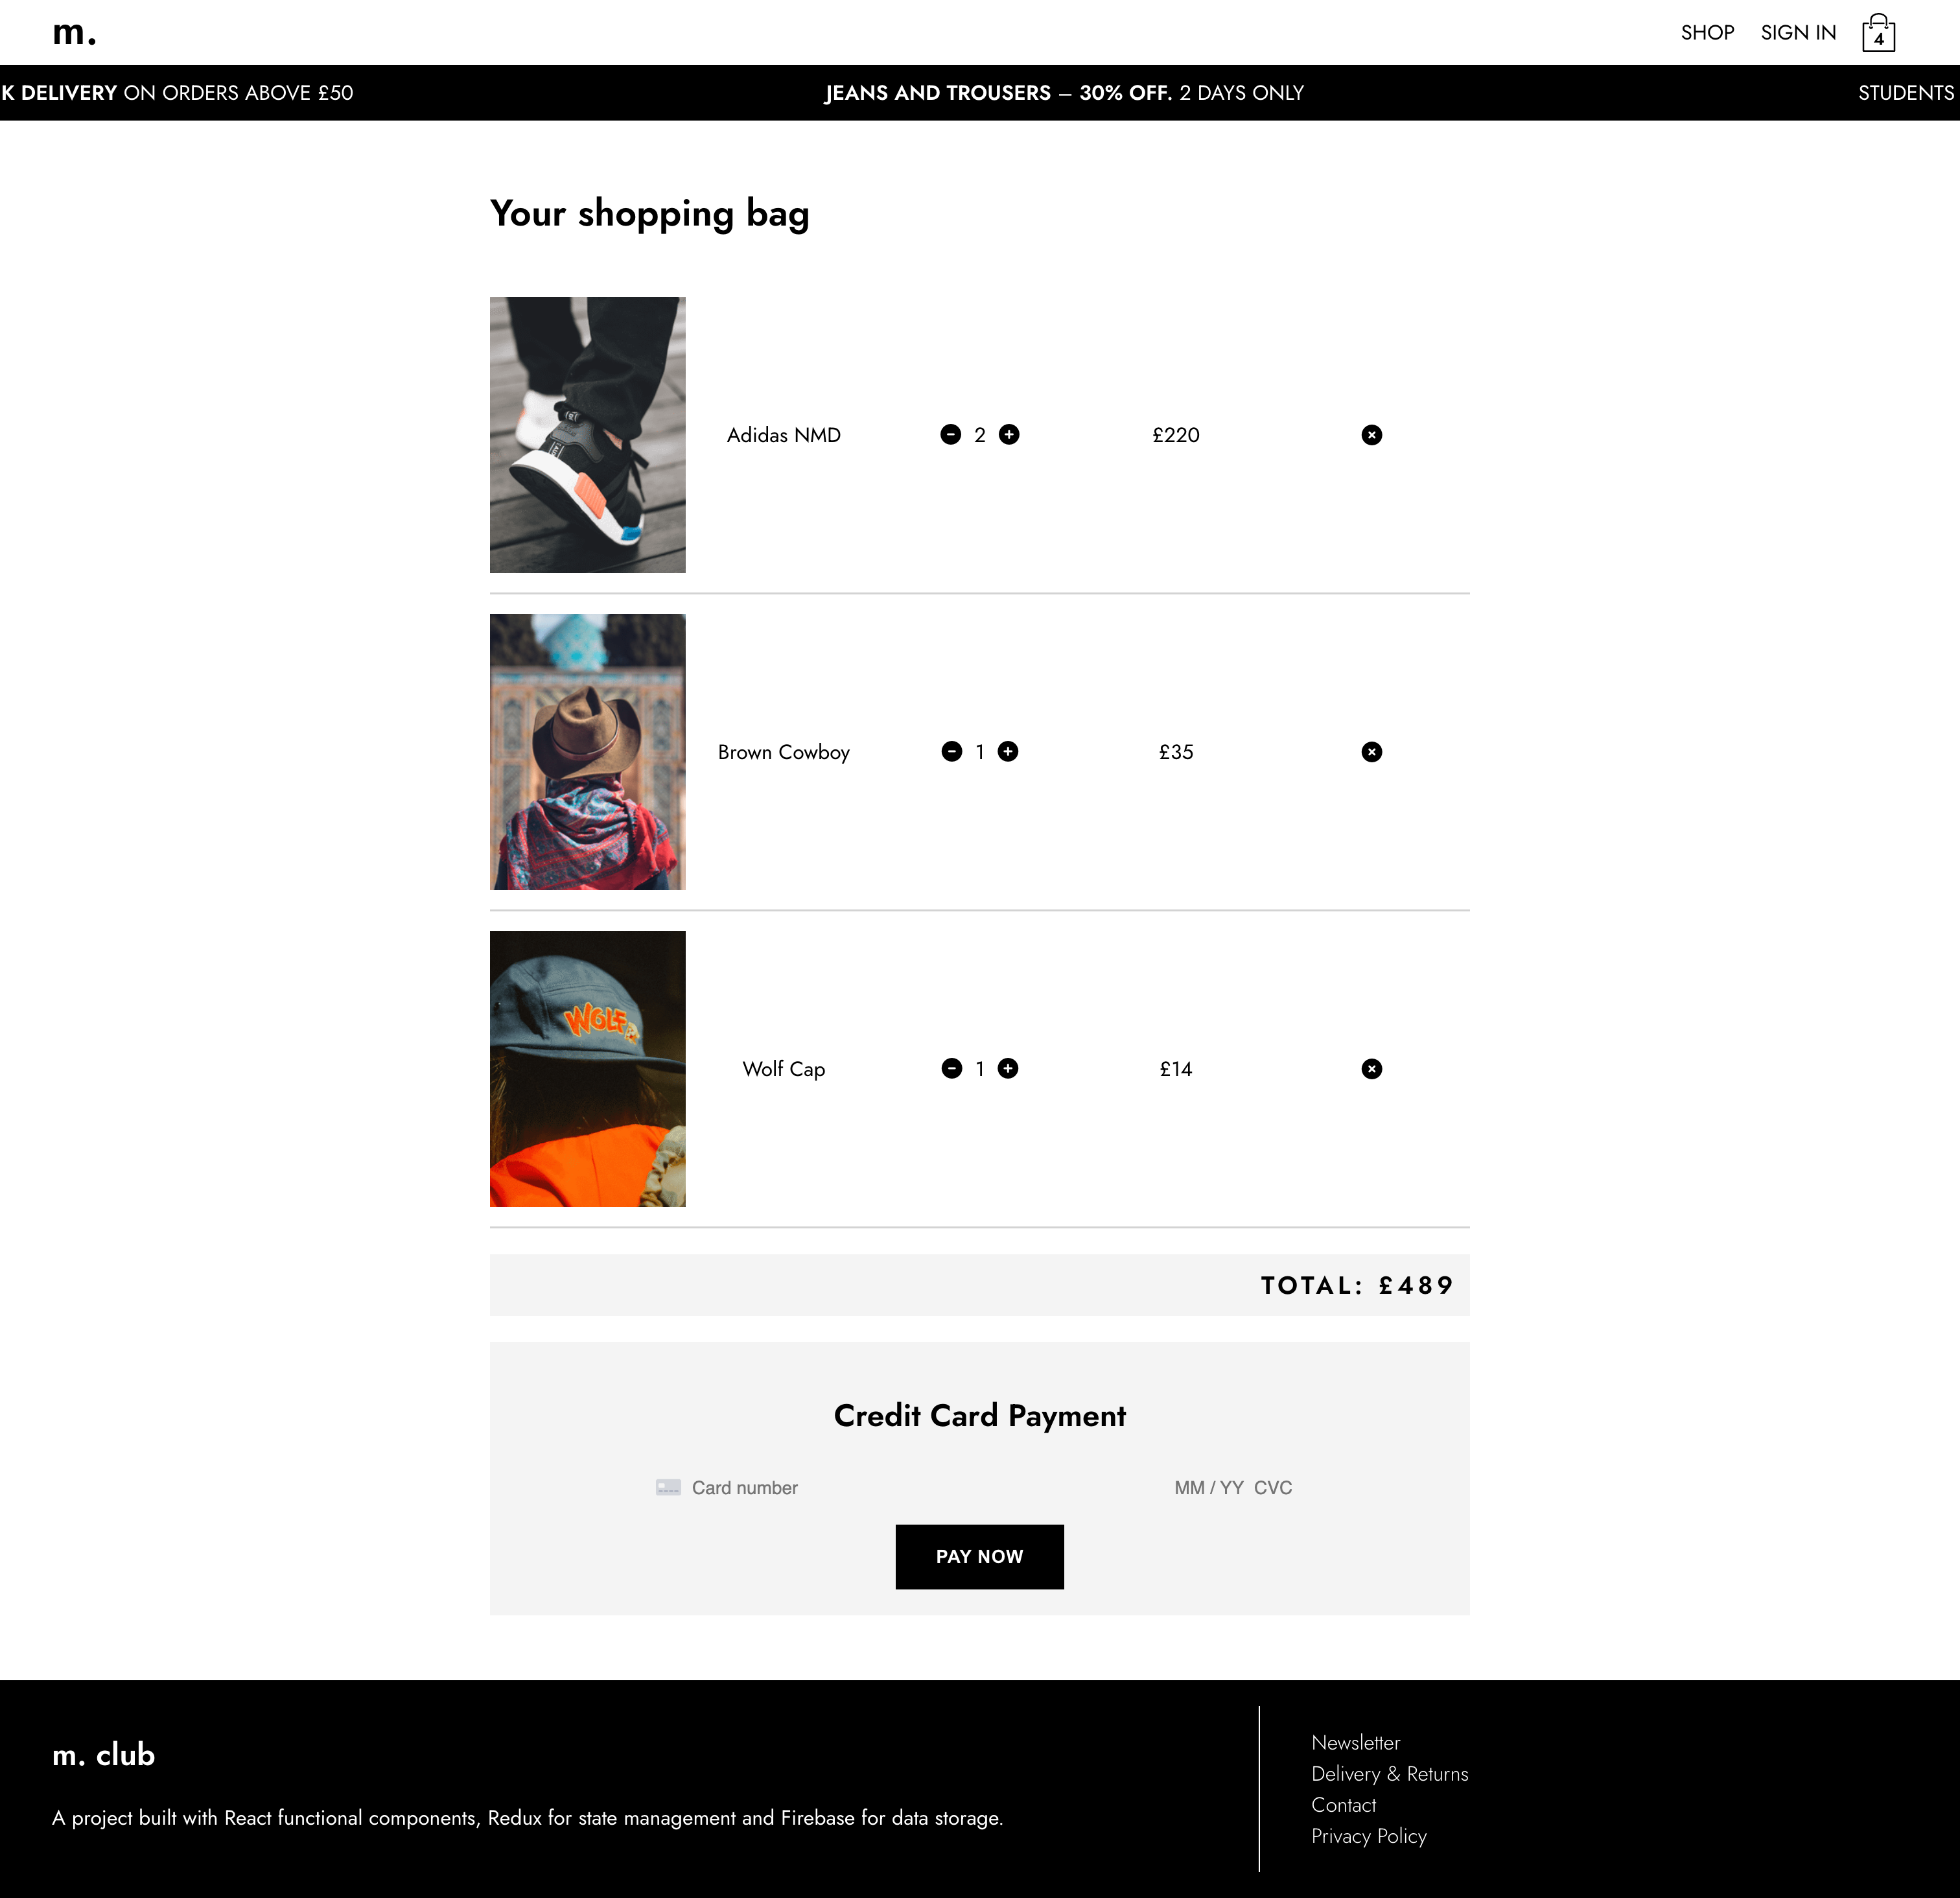 m.
SHOP SIGN IN 4
K DELIVERY ON ORDERS ABOVE £50 JEANS AND TROUSERS – 30% OFF. 2 DAYS ONLY STUDENTS
Your shopping bag
Adidas NMD 2 £220
Brown Cowboy 1 £35
WOLF
Wolf Cap 1 £14
TOTAL: £489
Credit Card Payment
Card number MM / YY CVC
PAY NOW
m. club
A project built with React functional components, Redux for state management and Firebase for data storage.
Newsletter
Delivery & Returns
Contact
Privacy Policy